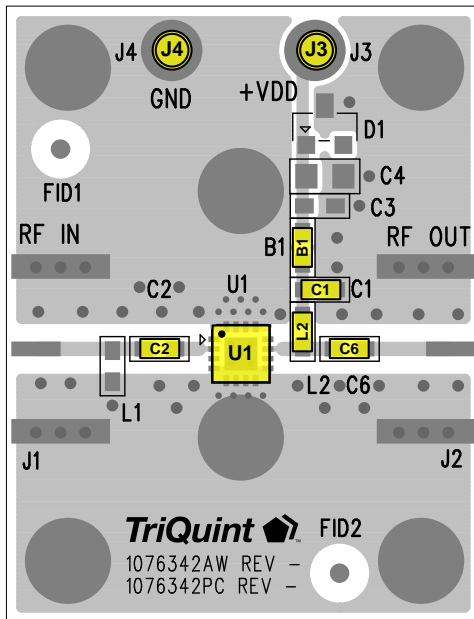 J4 J4 J3 J3
GND +VDD
D1
FID1 C4
C3
RF IN B1 B1 RF OUT
C2 U1 C1 C1
L2
C2 U1 C6
L1 L2 C6
J1 J2
TriQuint FID2
1076342AW REV -
1076342PC REV -